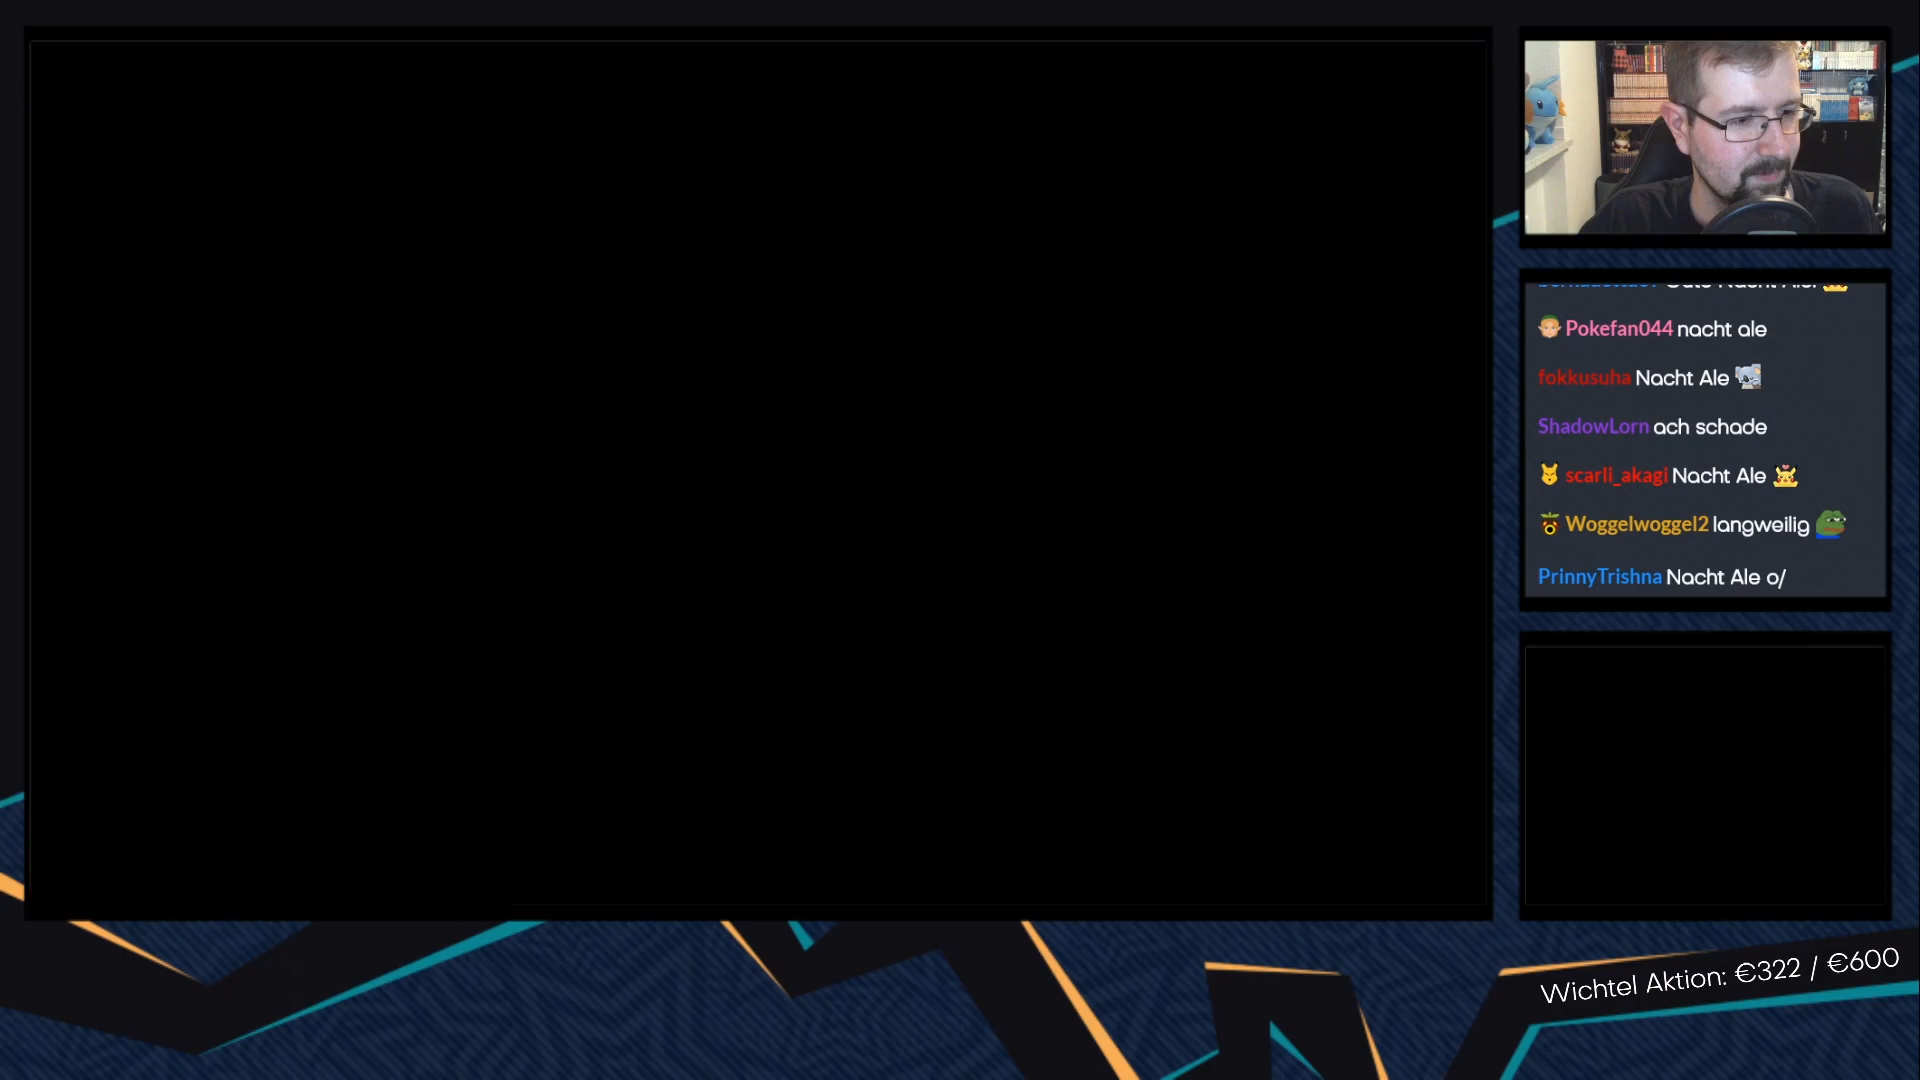 Pokefan044 nacht ale
fokkusuha Nacht Ale
ShadowLorn ach schade
scarli_akagi Nacht Ale
Woggelwoggel2 langweilig
PrinnyTrishna Nacht Ale o/
Wichtel Aktion: €322 / €600